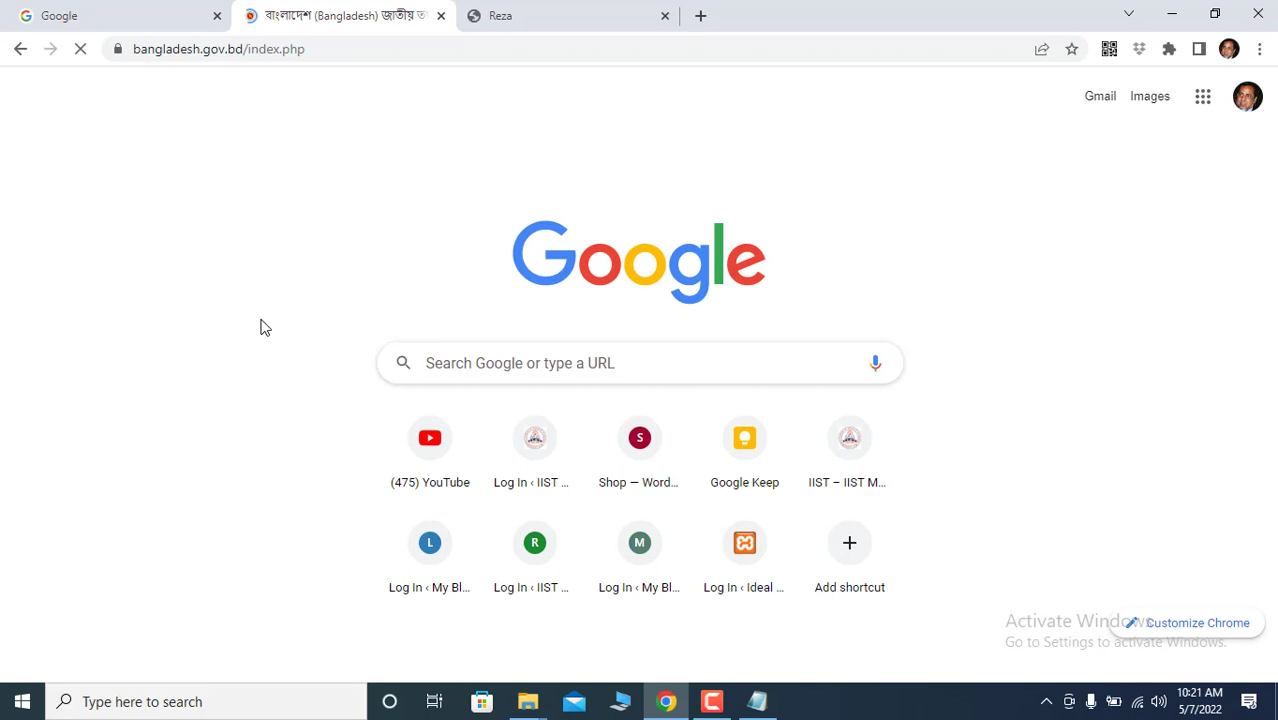 Google
বাংলাদেশ (Bangladesh) জাতীয়
Reza
bangladesh.gov.bd/index.php
Gmail Images
Google
Search Google or type a URL
S
(475) YouTube
Log In ‹ IIST ...
Shop — Word...
Google Keep
IIST – IIST M...
L
R
M
Log In ‹ My Bl...
Log In ‹ IIST ...
Log In ‹ My Bl...
Log In ‹ Ideal ...
Add shortcut
Activate Windows
Customize Chrome
Go to Settings to activate Windows.
Type here to search
10:21 AM
5/7/2022